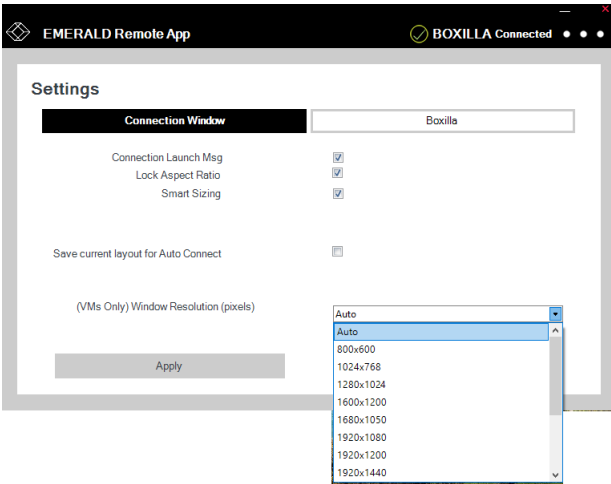 EMERALD Remote App
BOXILLA Connected
Settings
Connection Window
Boxilla
Connection Launch Msg
Lock Aspect Ratio
Smart Sizing
Save current layout for Auto Connect
(VMs Only) Window Resolution (pixels)
Auto
Auto
800x600
1024x768
1280x1024
1600x1200
1680x1050
1920x1080
1920x1200
1920x1440
Apply